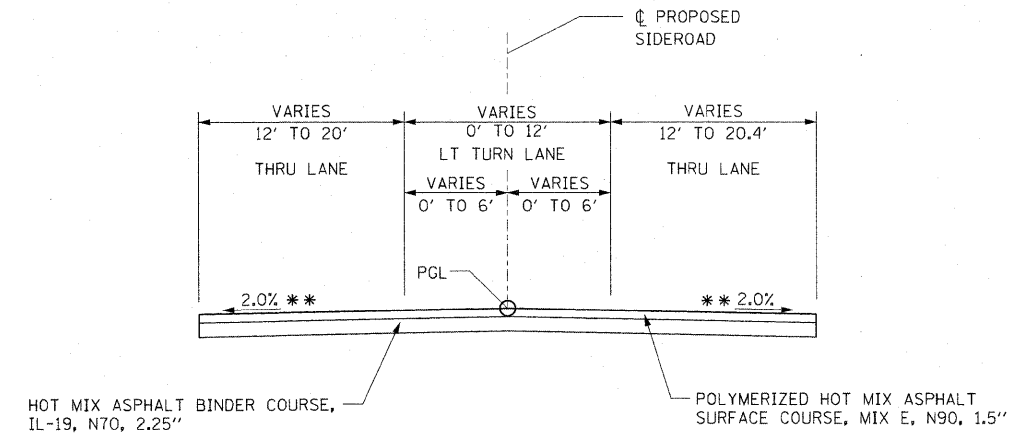 ℄ PROPOSED
SIDEROAD
VARIES
12' TO 20'
THRU LANE
VARIES
0' TO 12'
LT TURN LANE
VARIES
12' TO 20.4'
THRU LANE
VARIES
0' TO 6'
VARIES
0' TO 6'
PGL
2.0% **
** 2.0%
HOT MIX ASPHALT BINDER COURSE,
IL-19, N70, 2.25"
POLYMERIZED HOT MIX ASPHALT
SURFACE COURSE, MIX E, N90, 1.5"